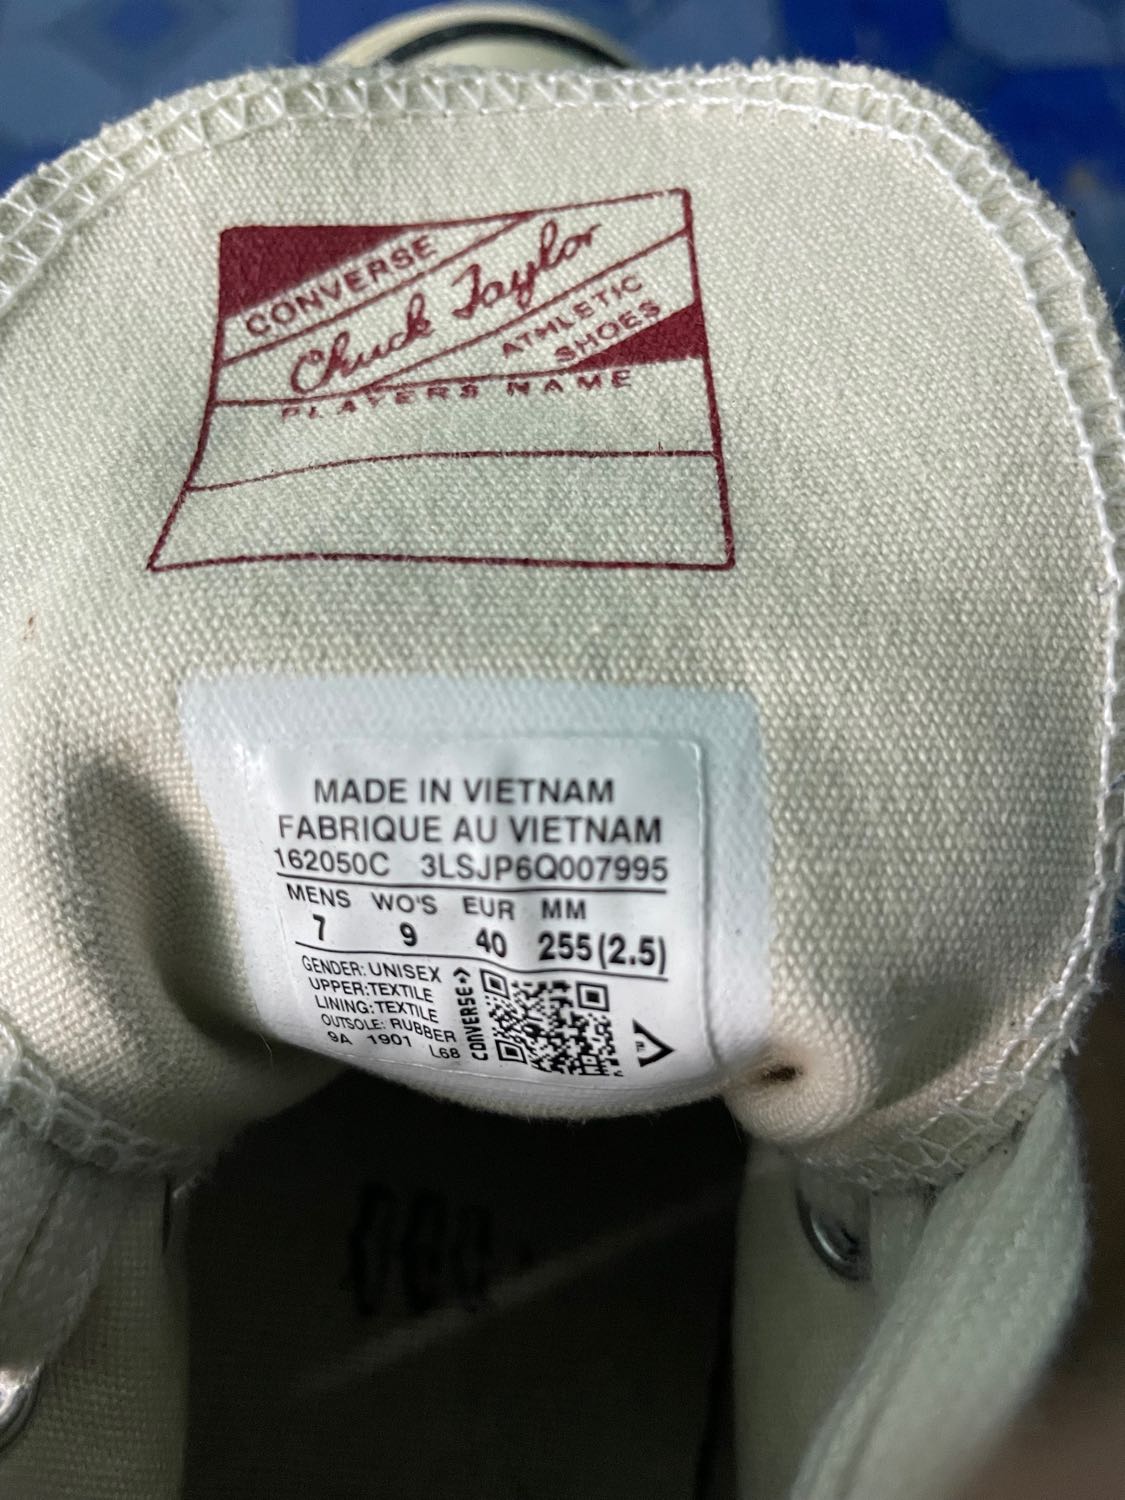 CONVERSE
Chuck Taylor
ATHLETIC
SHOES
PLAYERS NAME
MADE IN VIETNAM
FABRIQUE AU VIETNAM
162050C 3LSJP6Q007995
MENS WO'S EUR MM
7 9 40 255(2.5)
GENDER: UNISEX
UPPER:TEXTILE
LINING:TEXTILE
OUTSOLE: RUBBER
9A 1901 L68
CONVERSE